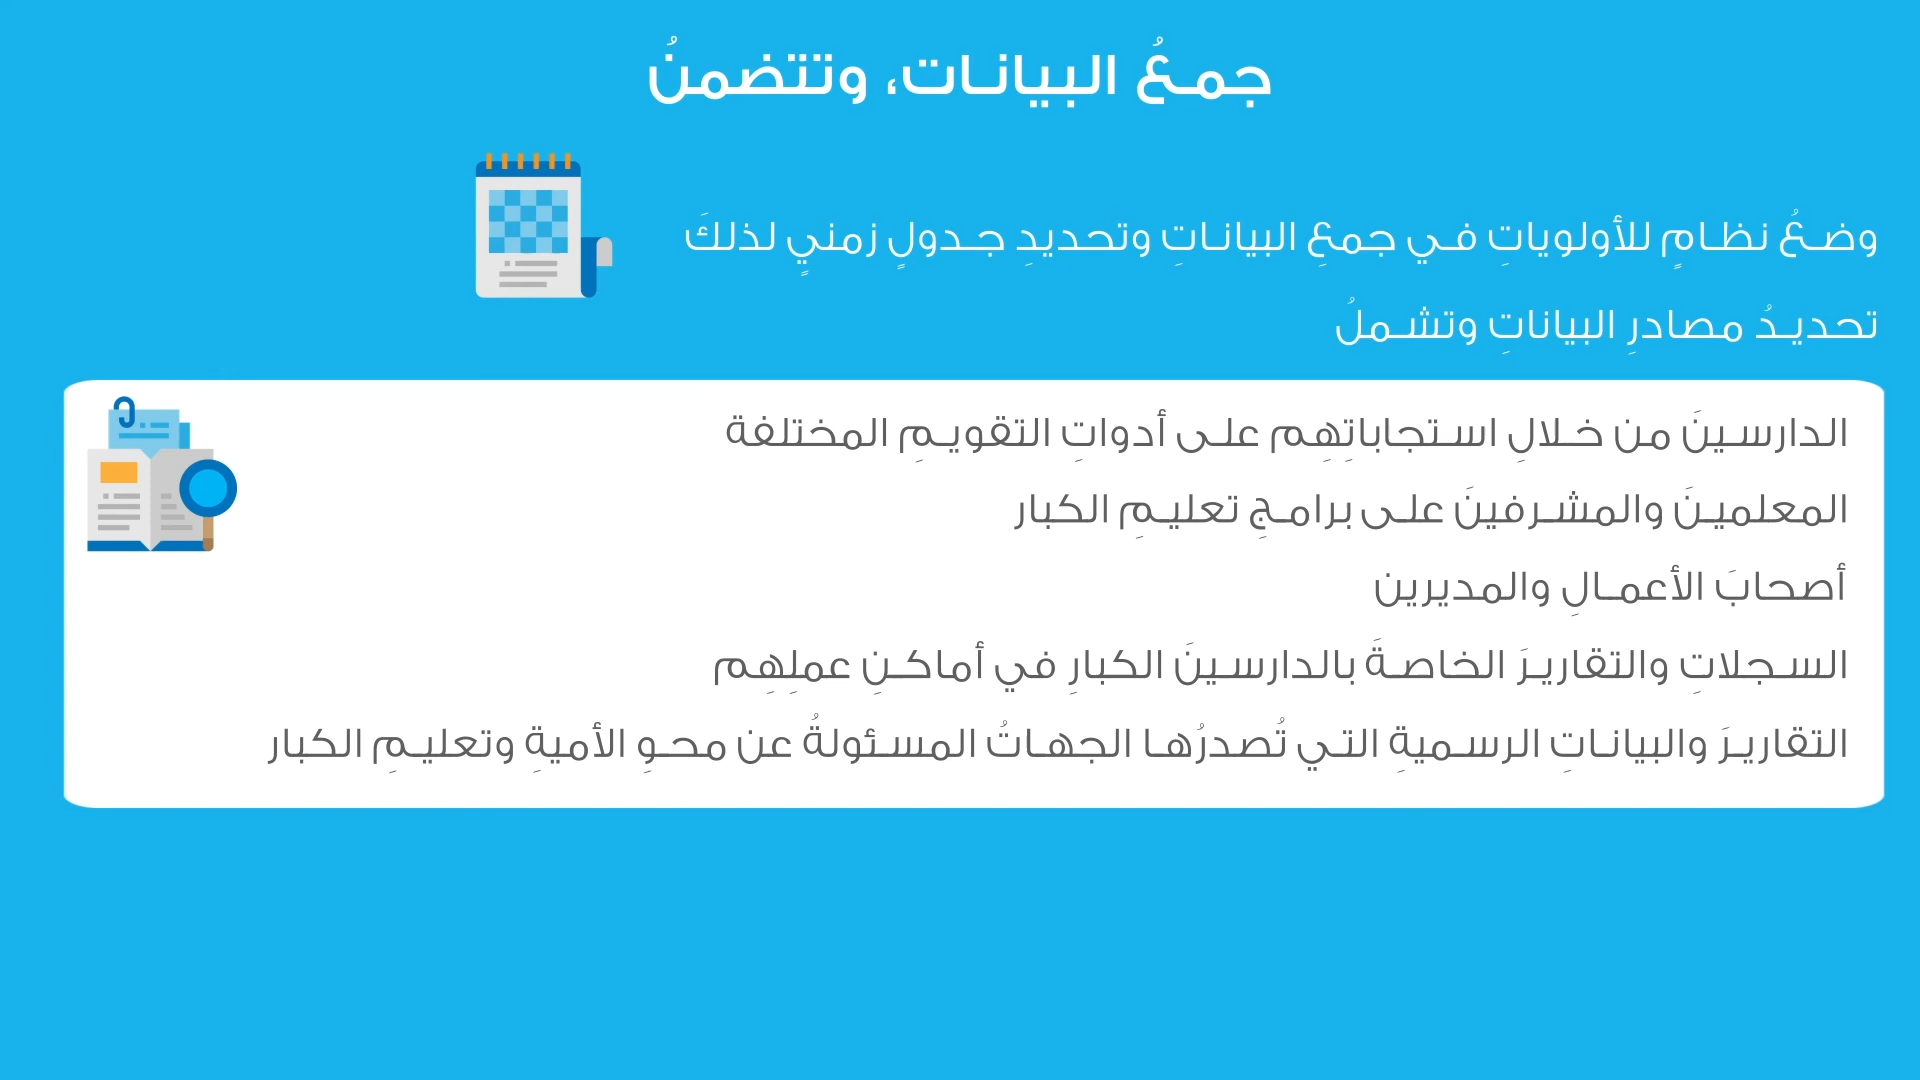 جمعُ البيانات، وتتضمنُ
وضعُ نظامٍ للأولوياتِ في جمعِ البياناتِ وتحديدِ جدولٍ زمنيٍ لذلكَ
تحديدُ مصادرِ البياناتِ وتشملُ
الدارسينَ من خلالِ استجاباتِهِم على أدواتِ التقويمِ المختلفة
المعلمينَ والمشرفينَ على برامجِ تعليمِ الكبار
أصحابَ الأعمالِ والمديرين
السجلاتِ والتقاريرَ الخاصةَ بالدارسينَ الكبارِ في أماكنِ عملِهِم
التقاريرَ والبياناتِ الرسميةِ التي تُصدرُها الجهاتُ المسئولةُ عن محوِ الأميةِ وتعليمِ الكبار